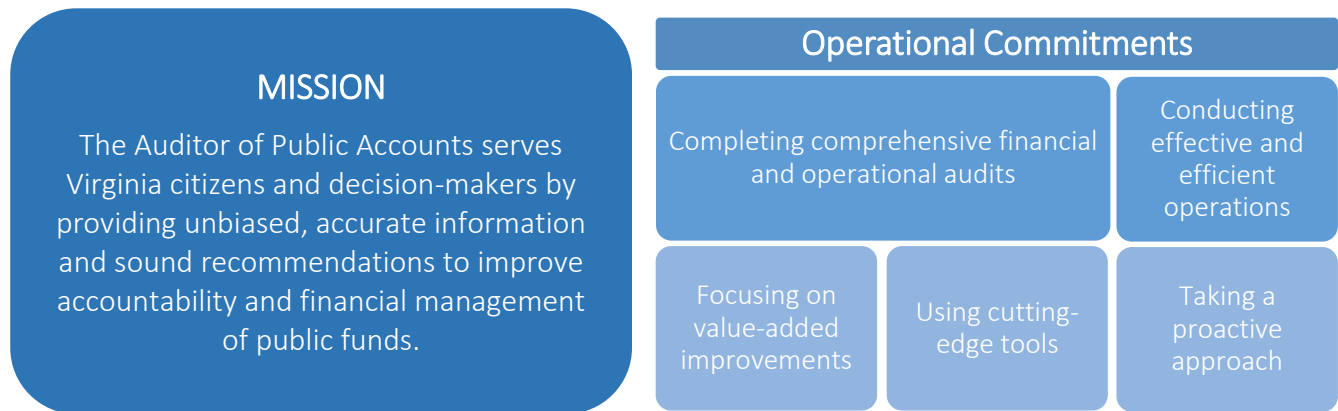 MISSION
The Auditor of Public Accounts serves
Virginia citizens and decision-makers by
providing unbiased, accurate information
and sound recommendations to improve
accountability and financial management
of public funds.
Operational Commitments
Completing comprehensive financial
and operational audits
Conducting
effective and
efficient
operations
Focusing on
value-added
improvements
Using cutting-
edge tools
Taking a
proactive
approach